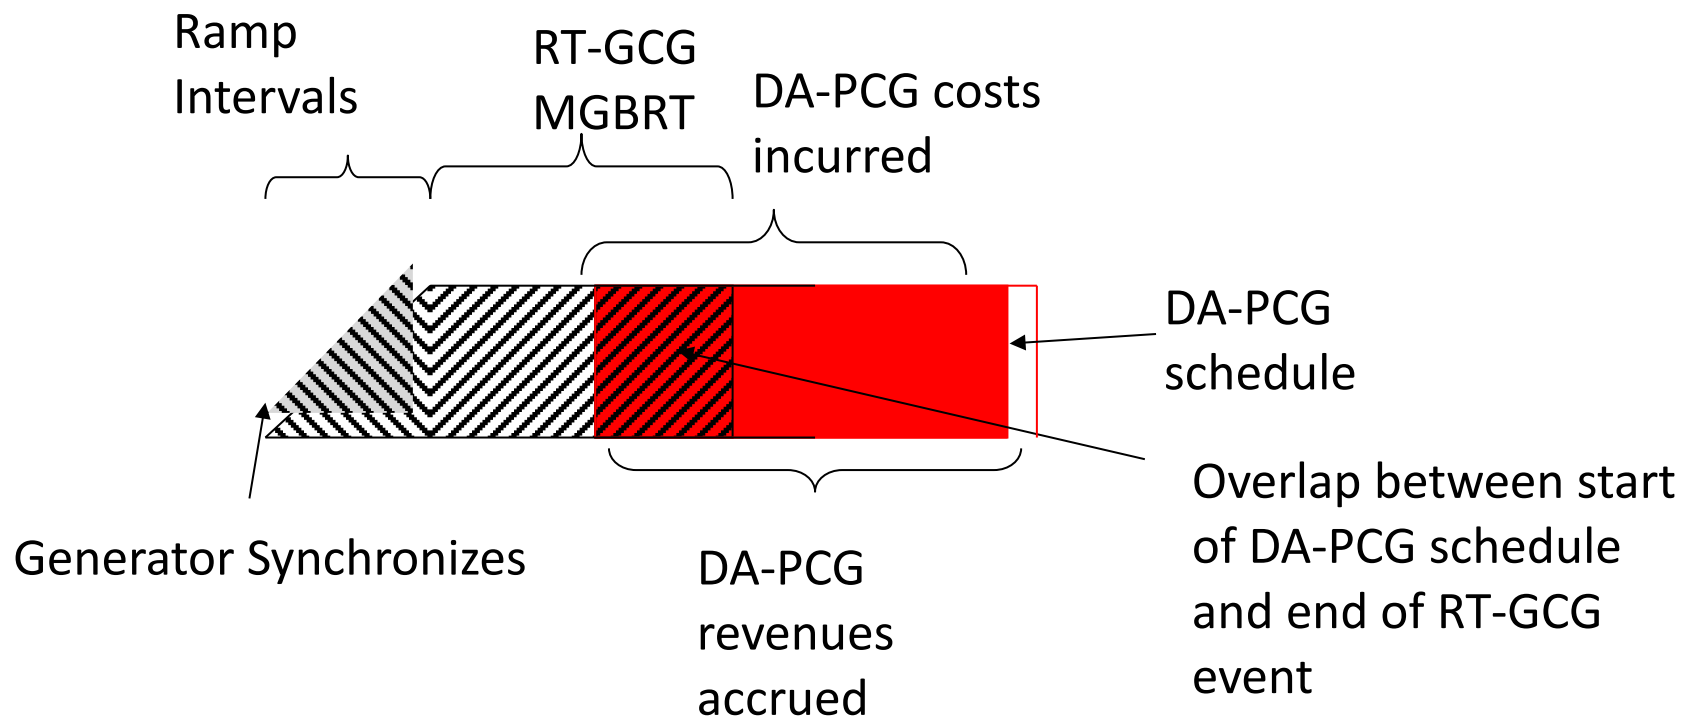 Ramp
Intervals
RT-GCG
MGBRT
DA-PCG costs
incurred
DA-PCG
schedule
Generator Synchronizes
DA-PCG
revenues
accrued
Overlap between start
of DA-PCG schedule
and end of RT-GCG
event